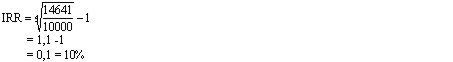 IRR = ⁴√(14641/10000) −1
= 1,1 -1
= 0,1 = 10%